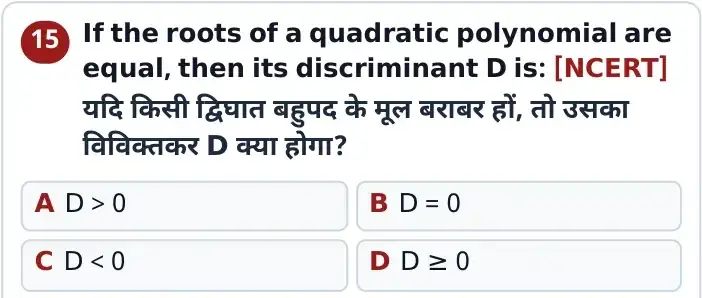 15 If the roots of a quadratic polynomial are
equal, then its discriminant D is: [NCERT]
यदि किसी द्विघात बहुपद के मूल बराबर हों, तो उसका
विविक्तकर D क्या होगा?
A D > 0 B D = 0
C D < 0 D D ≥ 0